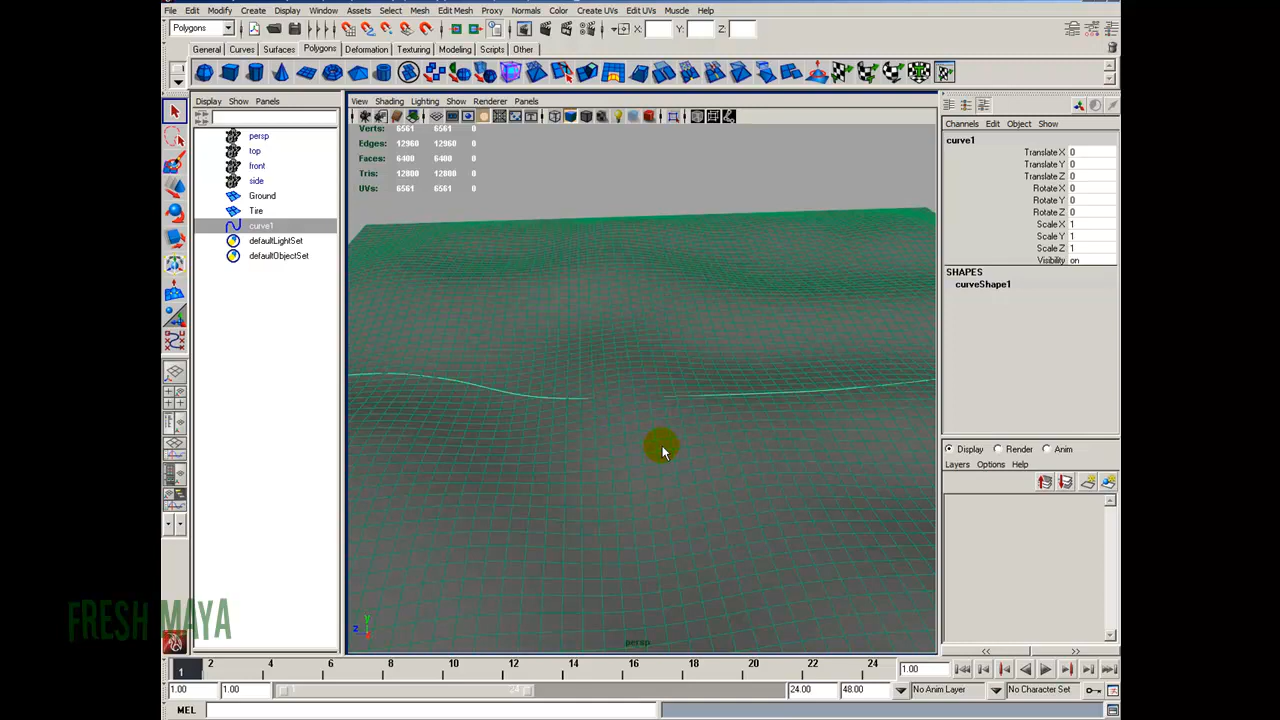 File Edit Modify Create Display Window Assets Select Mesh Edit Mesh Proxy Normals Color Create UVs Edit UVs Muscle Help
Polygons X: Y: Z:
General Curves Surfaces Polygons Deformation Texturing Modeling Scripts Other
Display Show Panels
persp
top
front
side
Ground
Tire
curve1
defaultLightSet
defaultObjectSet
View Shading Lighting Show Renderer Panels
Verts: 6561 6561 0
Edges: 12960 12960 0
Faces: 6400 6400 0
Tris: 12800 12800 0
UVs: 6561 6561 0
y
z
persp
Channels Edit Object Show
curve1
Translate X 0
Translate Y 0
Translate Z 0
Rotate X 0
Rotate Y 0
Rotate Z 0
Scale X 1
Scale Y 1
Scale Z 1
Visibility on
SHAPES
curveShape1
Display Render Anim
Layers Options Help
FRESH MAYA
1 2 4 6 8 10 12 14 16 18 20 22 24 1.00
1.00 1.00 24 24.00 48.00 No Anim Layer No Character Set
MEL